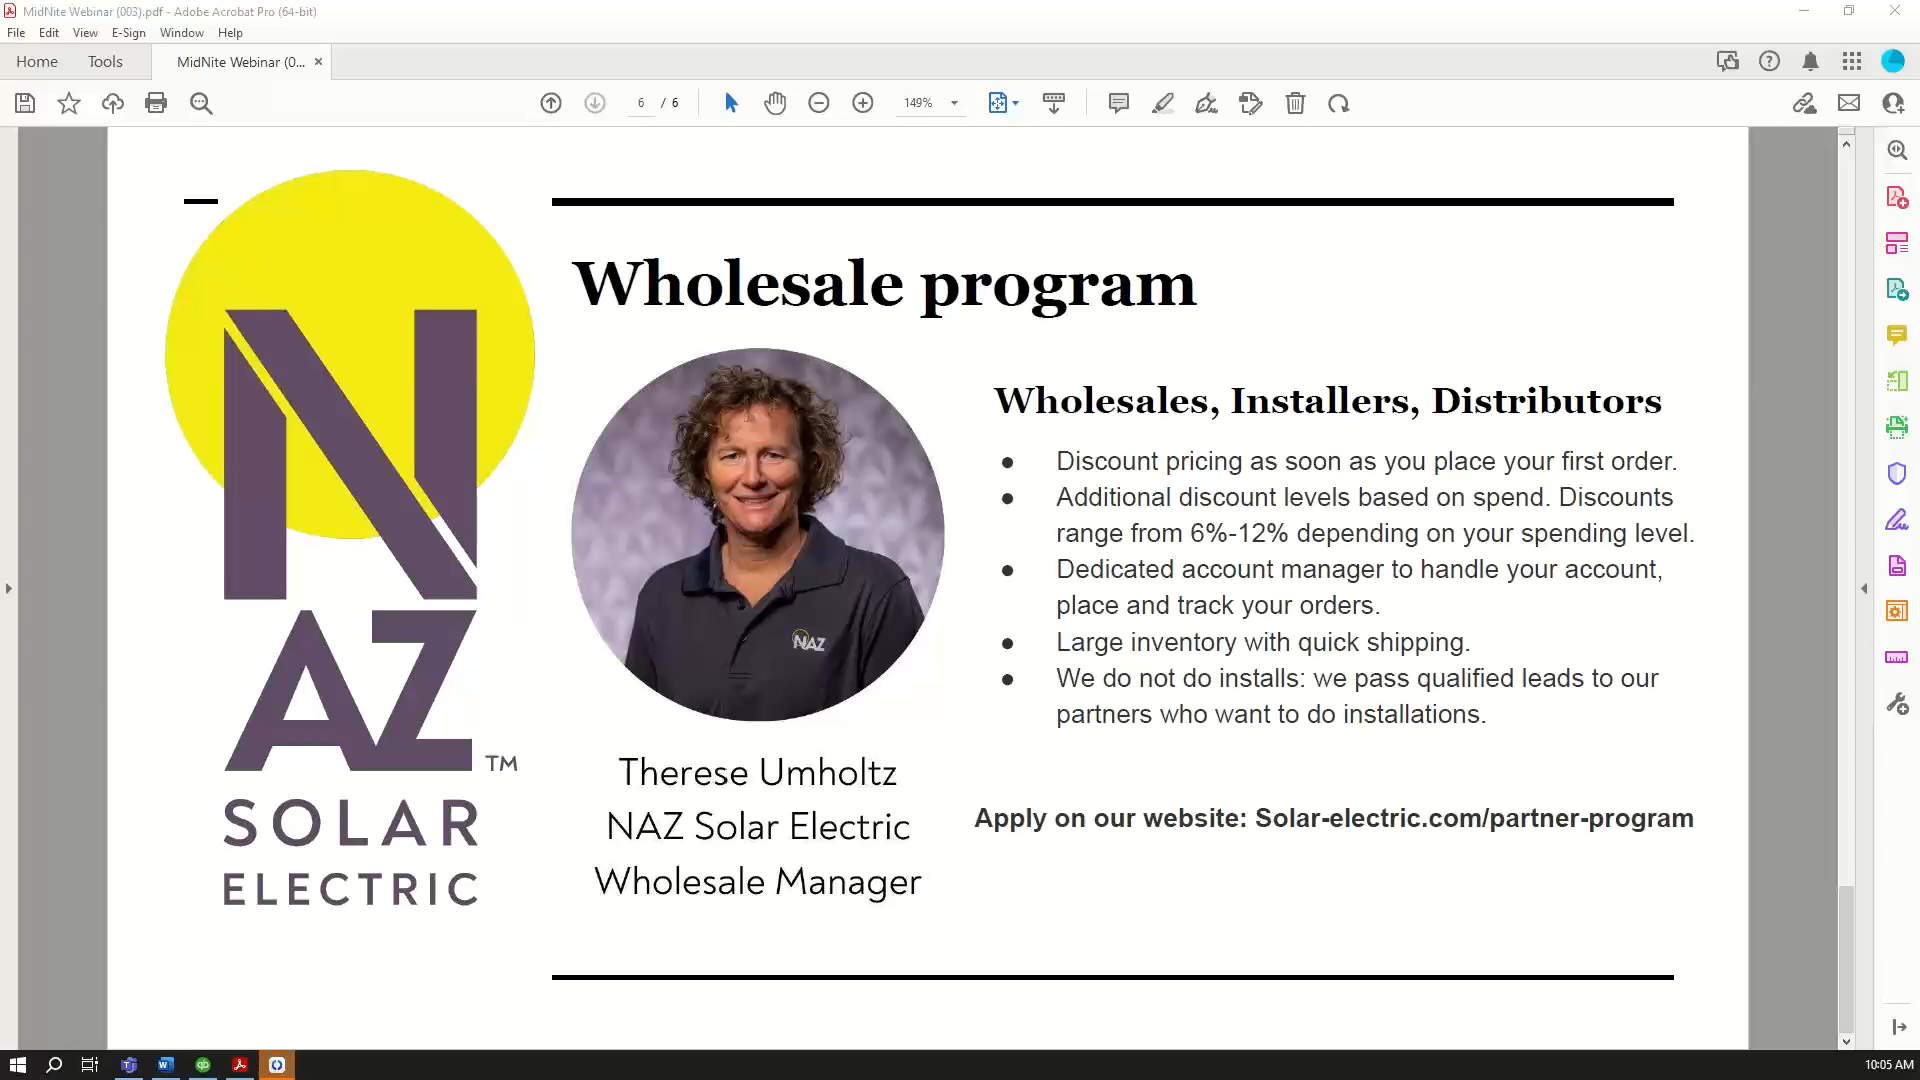 MidNite Webinar (003).pdf - Adobe Acrobat Pro (64-bit)
File Edit View E-Sign Window Help
Home Tools MidNite Webinar (0... ×
6 / 6 149%
Wholesale program
Wholesales, Installers, Distributors
● Discount pricing as soon as you place your first order.
● Additional discount levels based on spend. Discounts
range from 6%-12% depending on your spending level.
● Dedicated account manager to handle your account,
place and track your orders.
● Large inventory with quick shipping.
● We do not do installs: we pass qualified leads to our
partners who want to do installations.
Apply on our website: Solar-electric.com/partner-program
NAZ
Therese Umholtz
NAZ Solar Electric
Wholesale Manager
N
AZ TM
SOLAR
ELECTRIC
10:05 AM